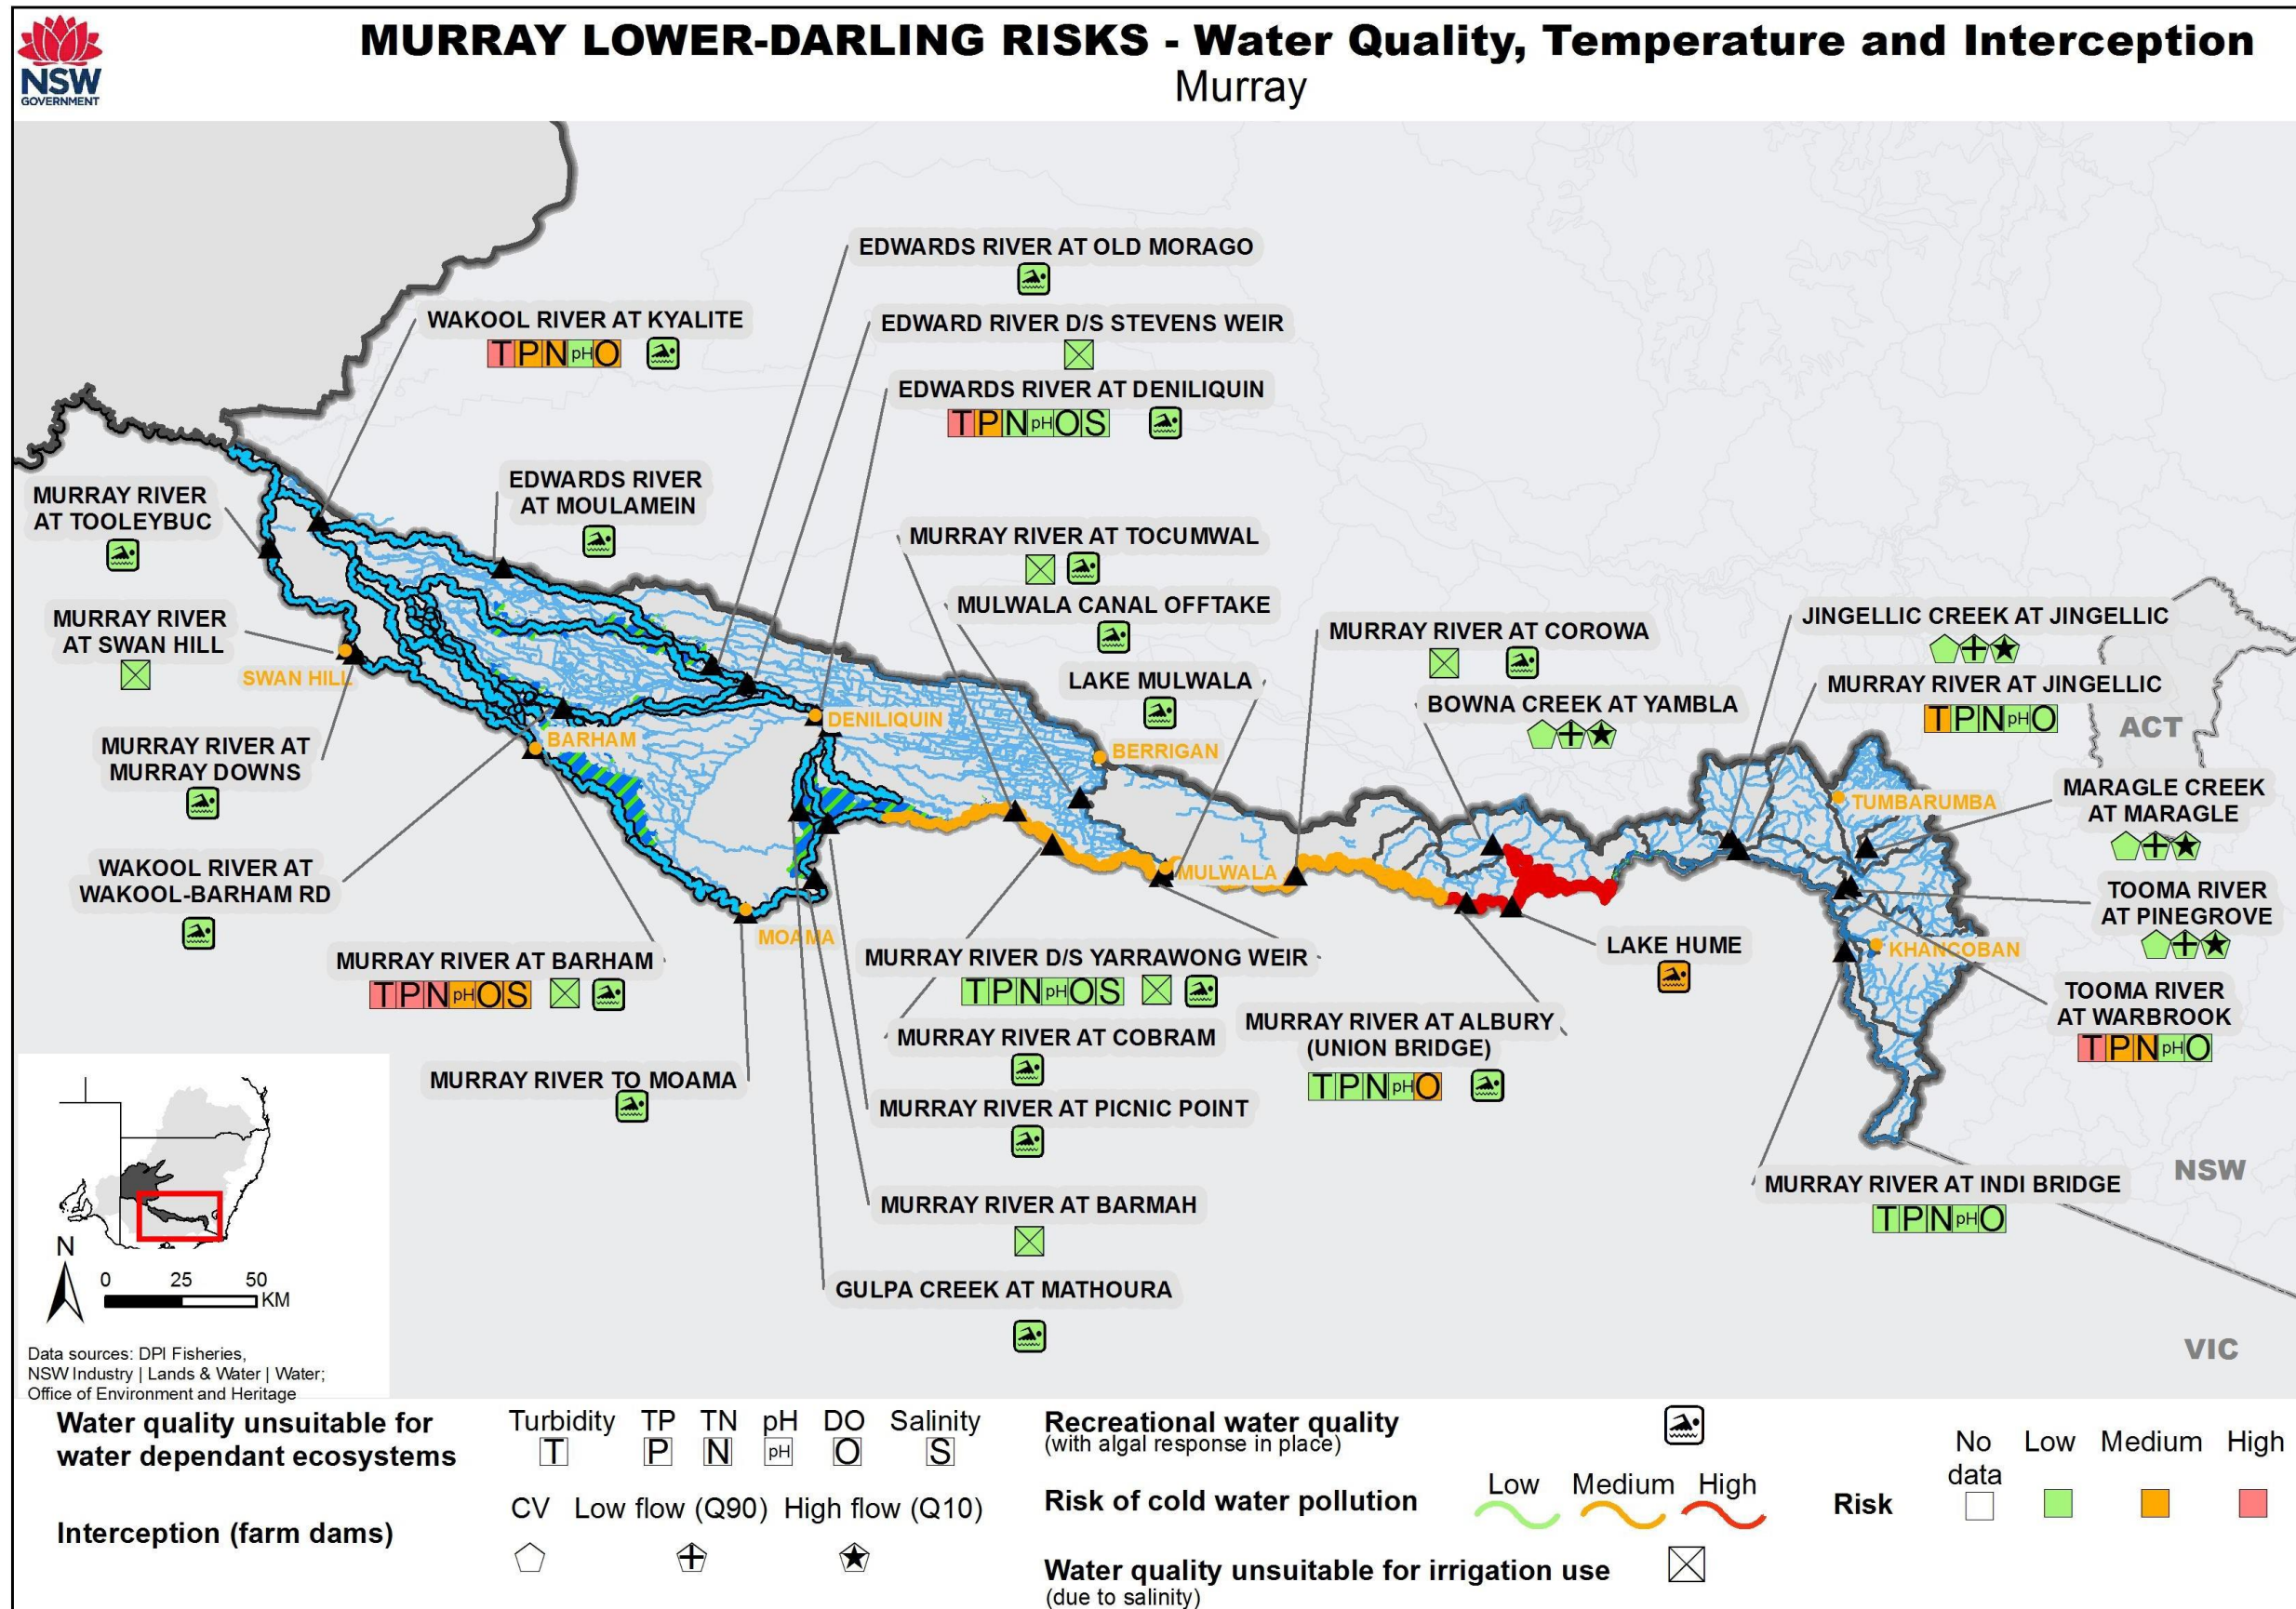 MURRAY LOWER-DARLING RISKS - Water Quality, Temperature and Interception
Murray
NSW
GOVERNMENT
EDWARDS RIVER AT OLD MORAGO
WAKOOL RIVER AT KYALITE
T P N pH O
EDWARD RIVER D/S STEVENS WEIR
EDWARDS RIVER AT DENILIQUIN
T P N pH O S
MURRAY RIVER
AT TOOLEYBUC
EDWARDS RIVER
AT MOULAMEIN
MURRAY RIVER AT TOCUMWAL
MULWALA CANAL OFFTAKE
MURRAY RIVER
AT SWAN HILL
SWAN HILL
LAKE MULWALA
MURRAY RIVER AT COROWA
BOWNA CREEK AT YAMBLA
JINGELLIC CREEK AT JINGELLIC
MURRAY RIVER AT JINGELLIC
T P N pH O
ACT
DENILIQUIN
BARHAM
BERRIGAN
MURRAY RIVER AT
MURRAY DOWNS
TUMBARUMBA
MARAGLE CREEK
AT MARAGLE
WAKOOL RIVER AT
WAKOOL-BARHAM RD
MULWALA
TOOMA RIVER
AT PINEGROVE
MOAMA
KHANCOBAN
LAKE HUME
MURRAY RIVER AT BARHAM
T P N pH O S
MURRAY RIVER D/S YARRAWONG WEIR
T P N pH O S
TOOMA RIVER
AT WARBROOK
T P N pH O
MURRAY RIVER AT COBRAM
MURRAY RIVER AT ALBURY
(UNION BRIDGE)
T P N pH O
MURRAY RIVER TO MOAMA
MURRAY RIVER AT PICNIC POINT
MURRAY RIVER AT BARMAH
MURRAY RIVER AT INDI BRIDGE
T P N pH O
NSW
GULPA CREEK AT MATHOURA
VIC
N
0 25 50
KM
Data sources: DPI Fisheries,
NSW Industry | Lands & Water | Water;
Office of Environment and Heritage
Water quality unsuitable for
water dependant ecosystems
Turbidity TP TN pH DO Salinity
T P N pH O S
Interception (farm dams)
CV Low flow (Q90) High flow (Q10)
Recreational water quality
(with algal response in place)
Risk of cold water pollution
Low Medium High
Water quality unsuitable for irrigation use
(due to salinity)
Risk
No
data
Low Medium High